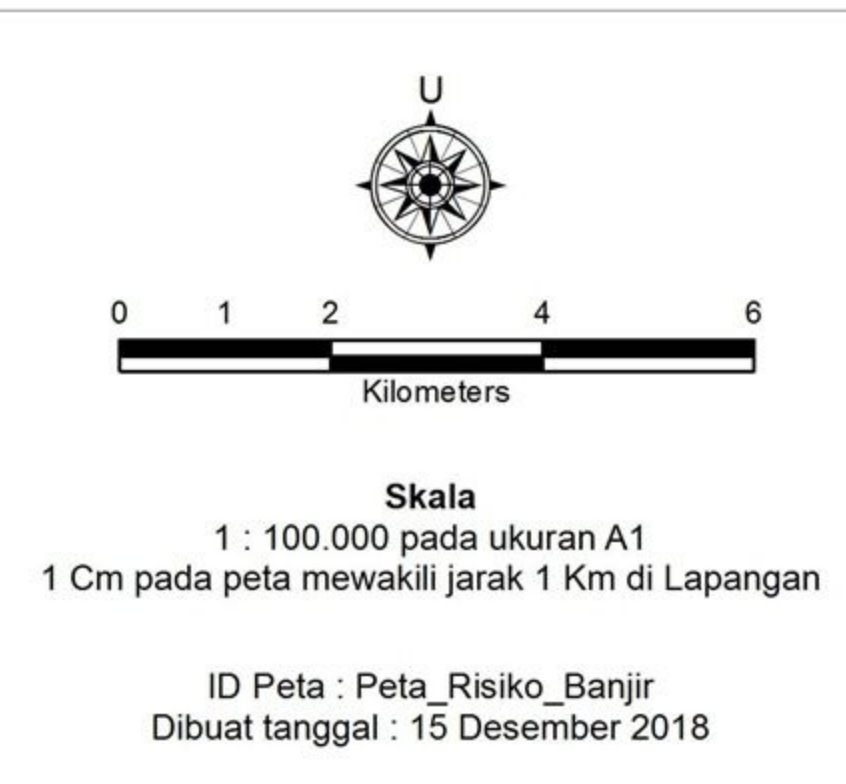 U
0 1 2 4 6
Kilometers
Skala
1 : 100.000 pada ukuran A1
1 Cm pada peta mewakili jarak 1 Km di Lapangan
ID Peta : Peta_Risiko_Banjir
Dibuat tanggal : 15 Desember 2018